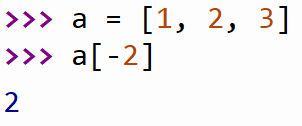 >>> a = [1, 2, 3]
>>> a[-2]
2